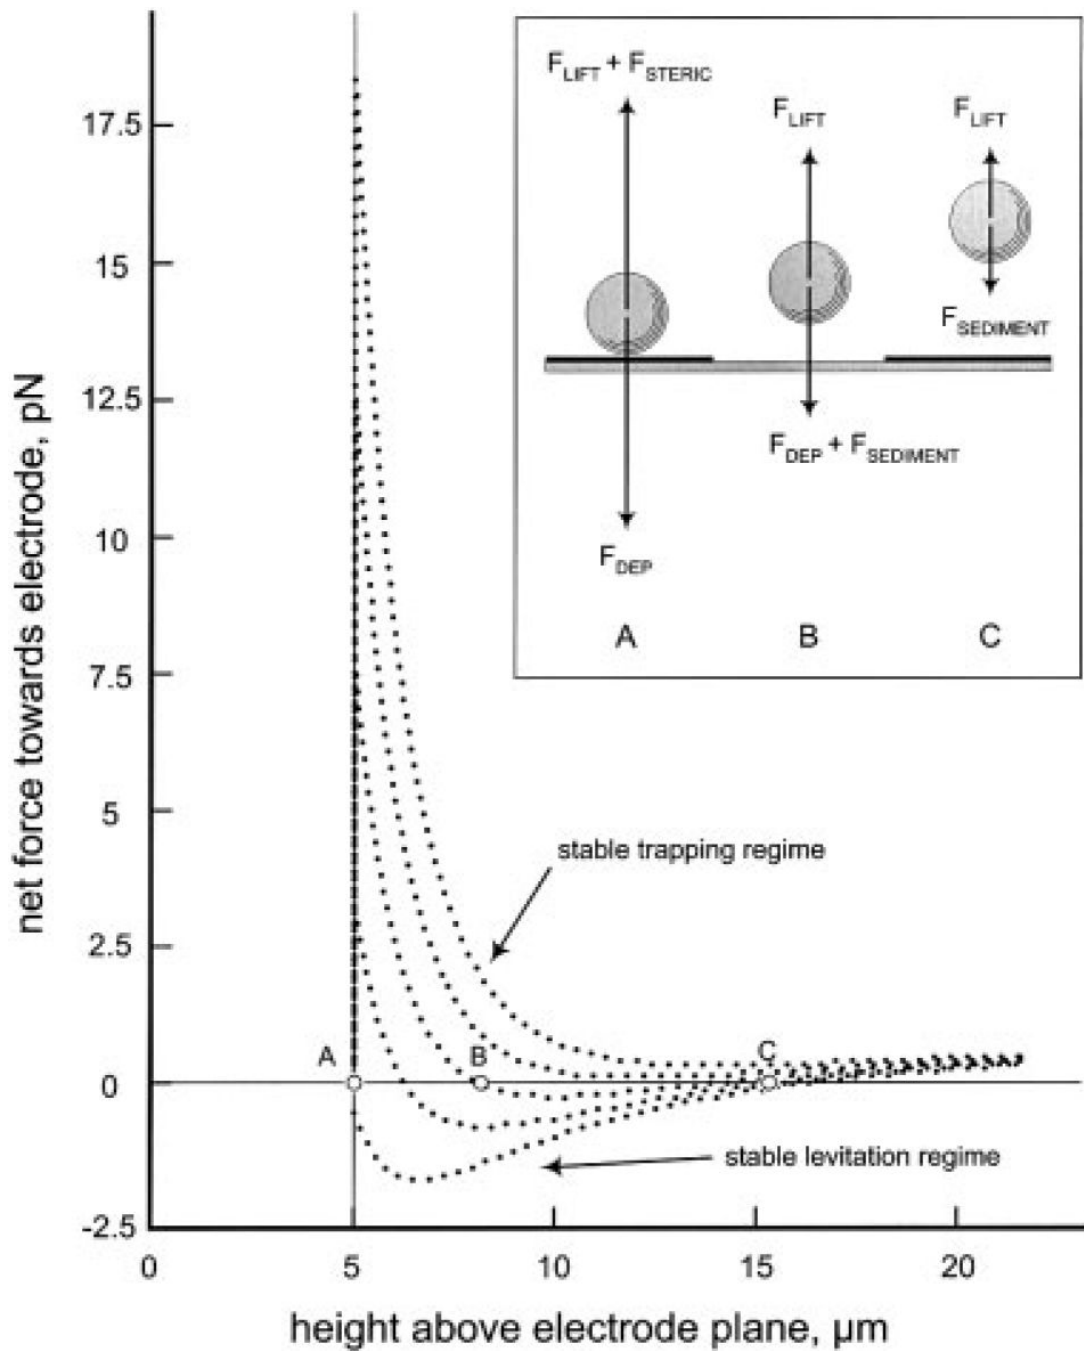 net force towards electrode, pN
17.5
15
12.5
10
7.5
5
2.5
0
-2.5
F_LIFT + F_STERIC
F_LIFT
F_LIFT
F_SEDIMENT
F_DEP + F_SEDIMENT
F_DEP
A B C
stable trapping regime
A B C
stable levitation regime
0 5 10 15 20
height above electrode plane, µm